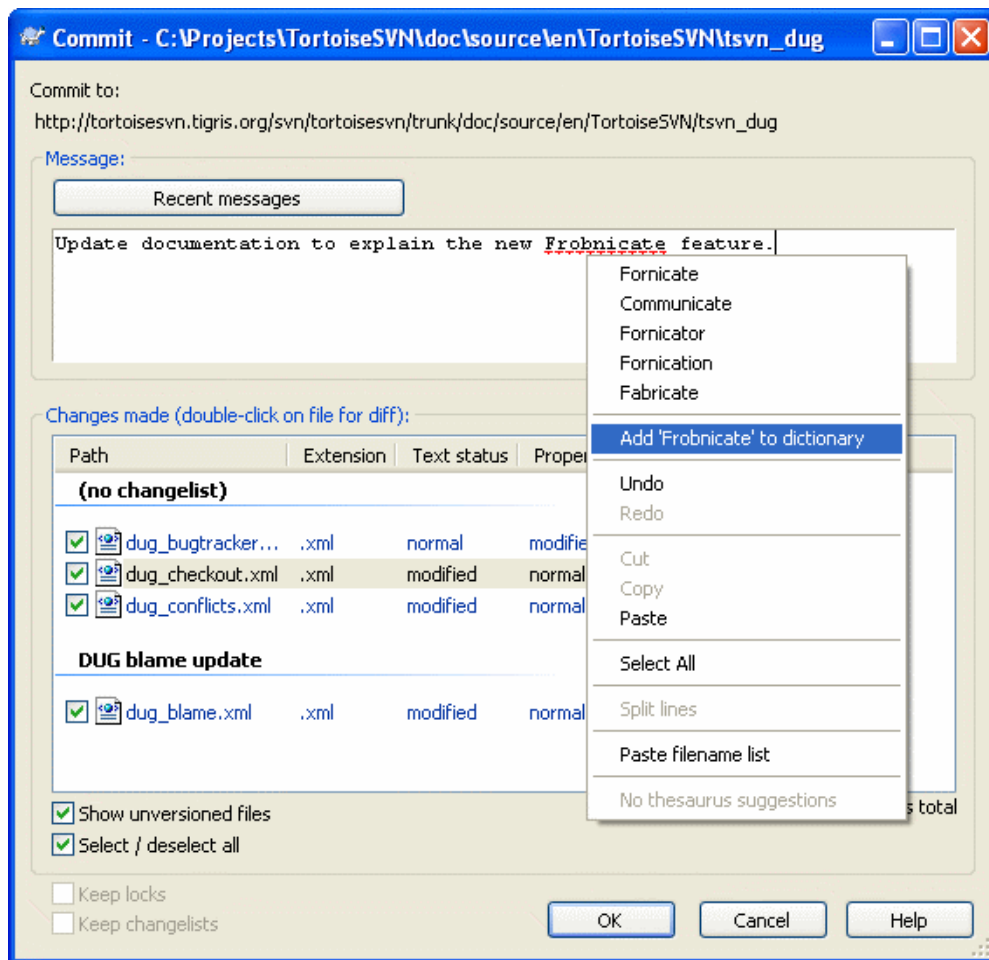 Commit - C:\Projects\TortoiseSVN\doc\source\en\TortoiseSVN\tsvn_dug
Commit to:
http://tortoisesvn.tigris.org/svn/tortoisesvn/trunk/doc/source/en/TortoiseSVN/tsvn_dug
Message:
Recent messages
Update documentation to explain the new Frobnicate feature.
Fornicate
Communicate
Fornicator
Fornication
Fabricate
Add 'Frobnicate' to dictionary
Undo
Redo
Cut
Copy
Paste
Select All
Split lines
Paste filename list
No thesaurus suggestions
Changes made (double-click on file for diff):
Path Extension Text status
(no changelist)
dug_bugtracker... .xml normal
dug_checkout.xml .xml modified normal
dug_conflicts.xml .xml modified normal
DUG blame update
dug_blame.xml .xml modified normal
Show unversioned files
total
Select / deselect all
Keep locks
Keep changelists
OK Cancel Help